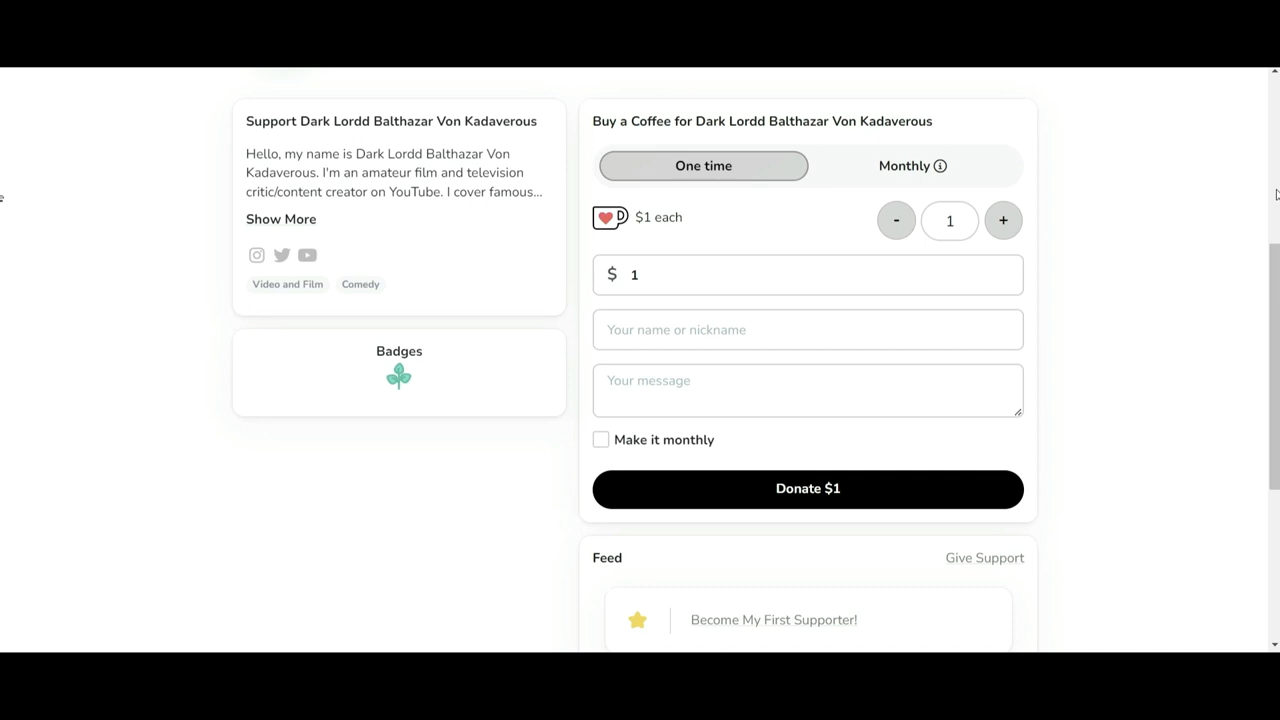 Support Dark Lordd Balthazar Von Kadaverous
Hello, my name is Dark Lordd Balthazar Von
Kadaverous. I'm an amateur film and television
critic/content creator on YouTube. I cover famous...
Show More
Video and Film Comedy
Badges
Buy a Coffee for Dark Lordd Balthazar Von Kadaverous
One time Monthly
D $1 each - 1 +
$ 1
Your name or nickname
Your message
Make it monthly
Donate $1
Feed Give Support
Become My First Supporter!